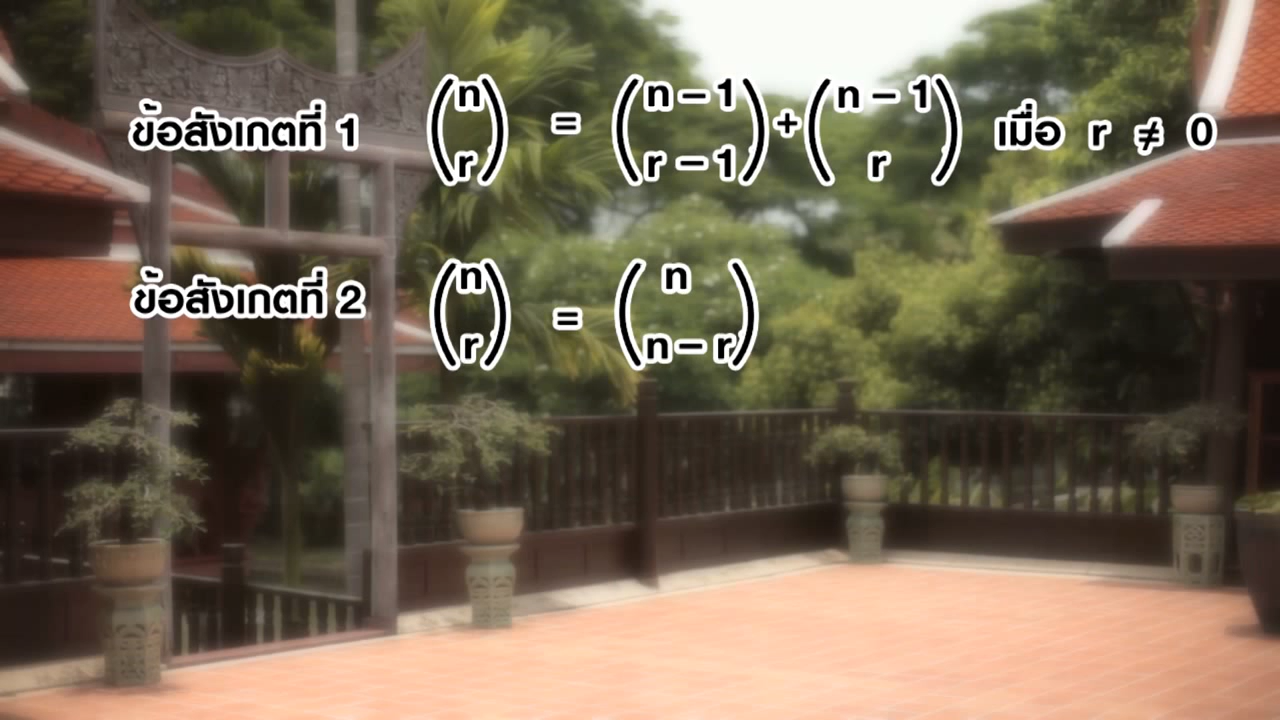 ข้อสังเกตที่ 1 (n r) = (n – 1 r – 1) + (n – 1 r) เมื่อ r ≠ 0
ข้อสังเกตที่ 2 (n r) = (n n – r)